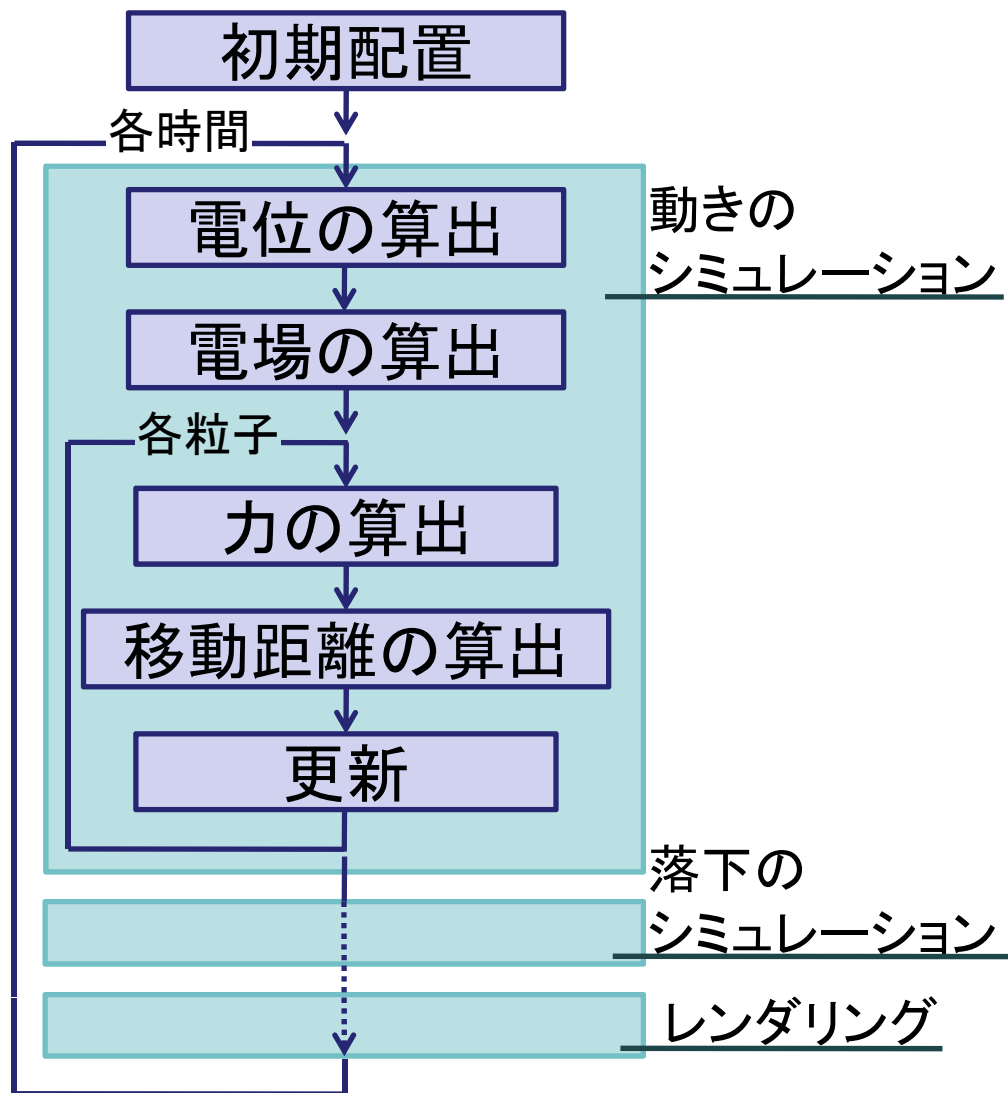 初期配置
各時間
電位の算出
動きの
シミュレーション
電場の算出
各粒子
力の算出
移動距離の算出
更新
落下の
シミュレーション
レンダリング